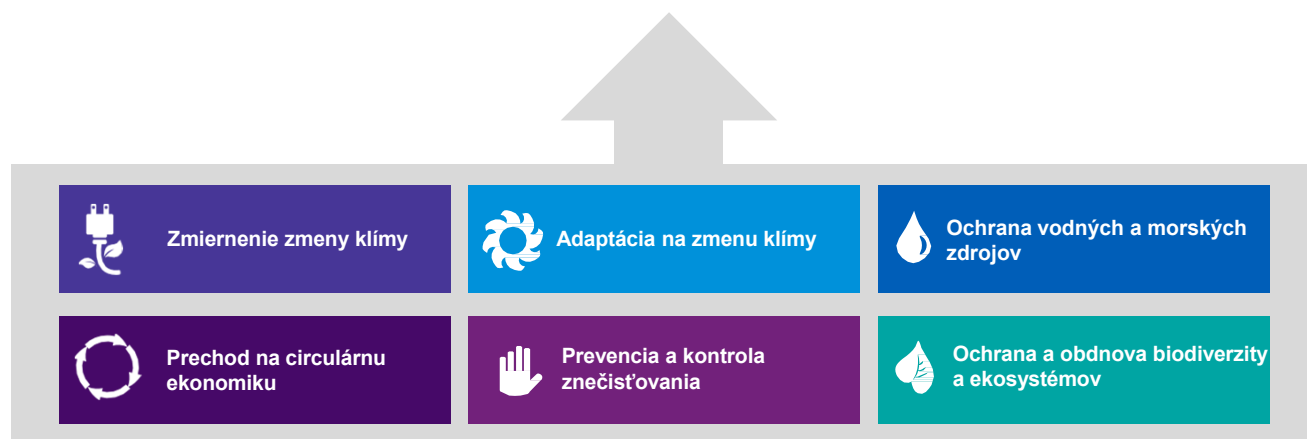 Zmiernenie zmeny klímy
Adaptácia na zmenu klímy
Ochrana vodných a morských
zdrojov
Prechod na circulárnu
ekonomiku
Prevencia a kontrola
znečisťovania
Ochrana a obdnova biodiverzity
a ekosystémov